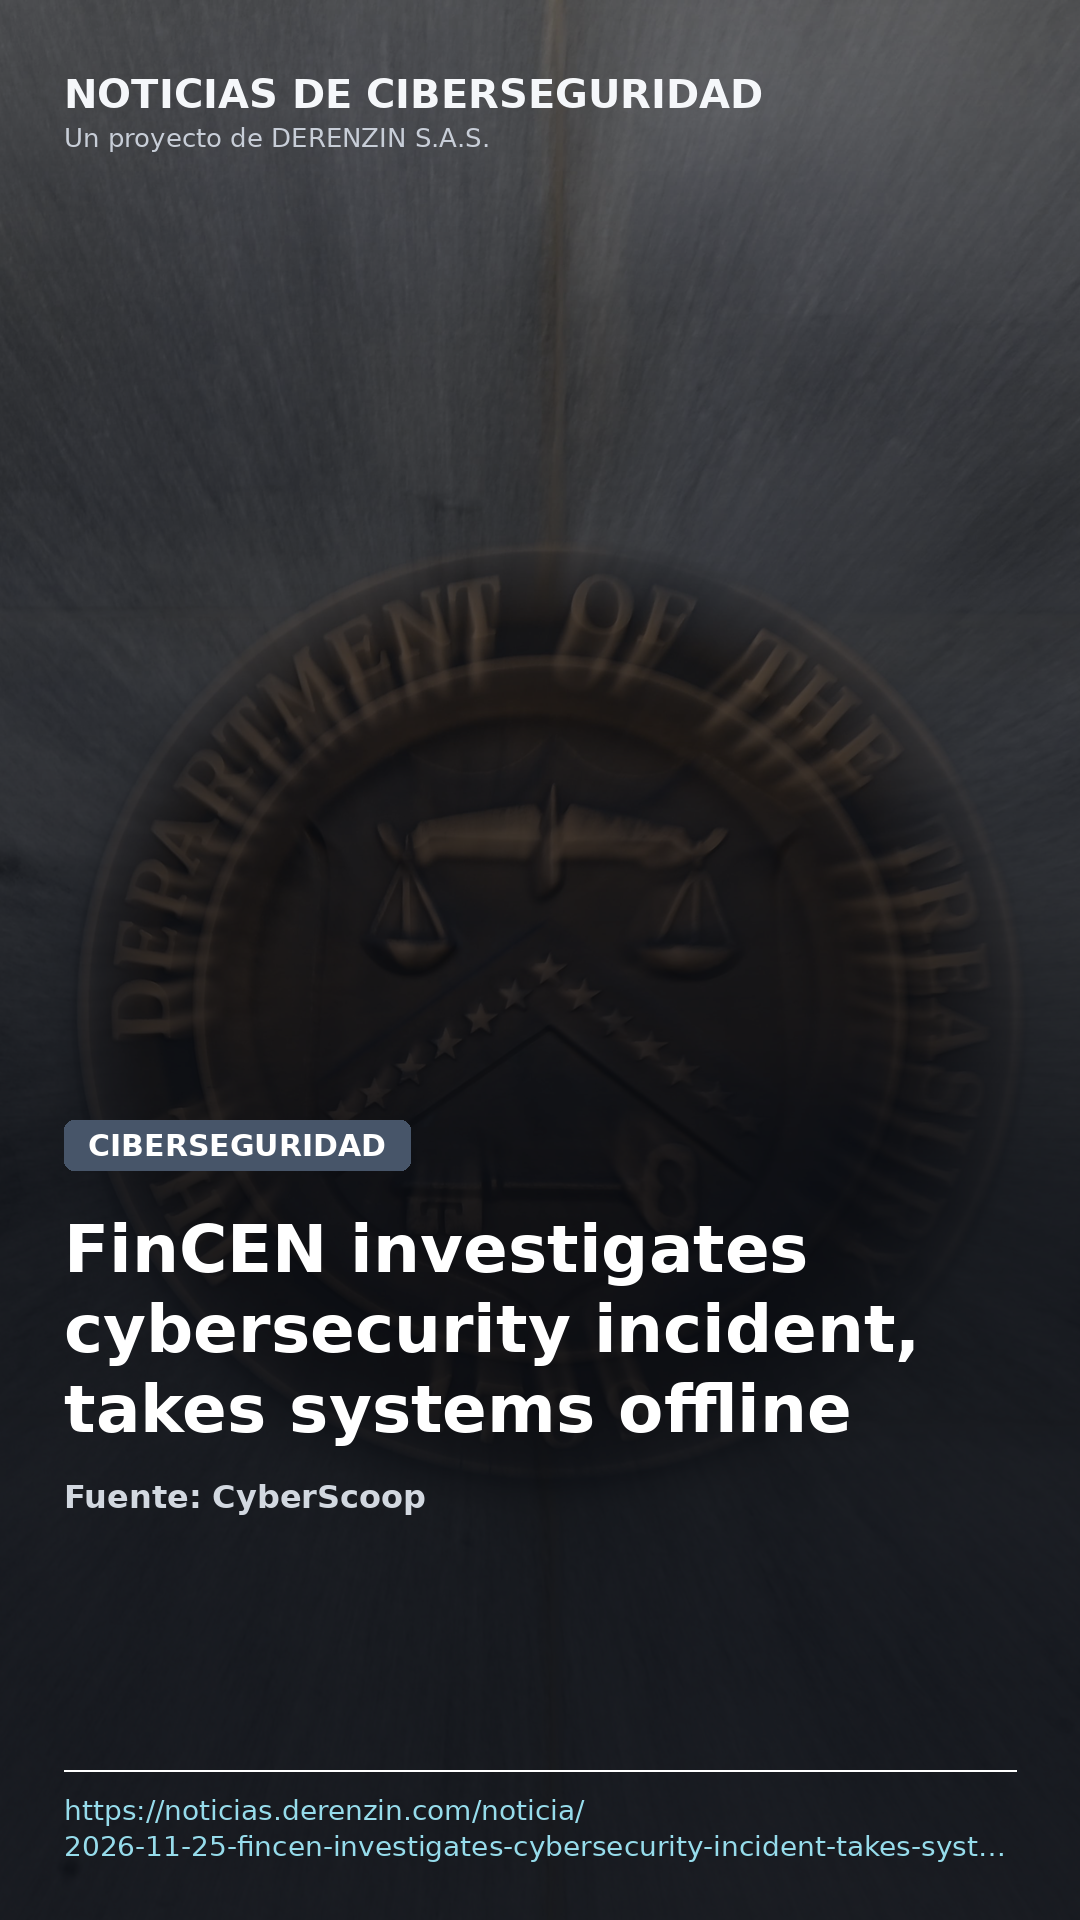 NOTICIAS DE CIBERSEGURIDAD
Un proyecto de DERENZIN S.A.S.
DEPARTMENT OF THE TREASURY
CIBERSEGURIDAD
FinCEN investigates
cybersecurity incident,
takes systems offline
Fuente: CyberScoop
https://noticias.derenzin.com/noticia/
2026-11-25-fincen-investigates-cybersecurity-incident-takes-syst…